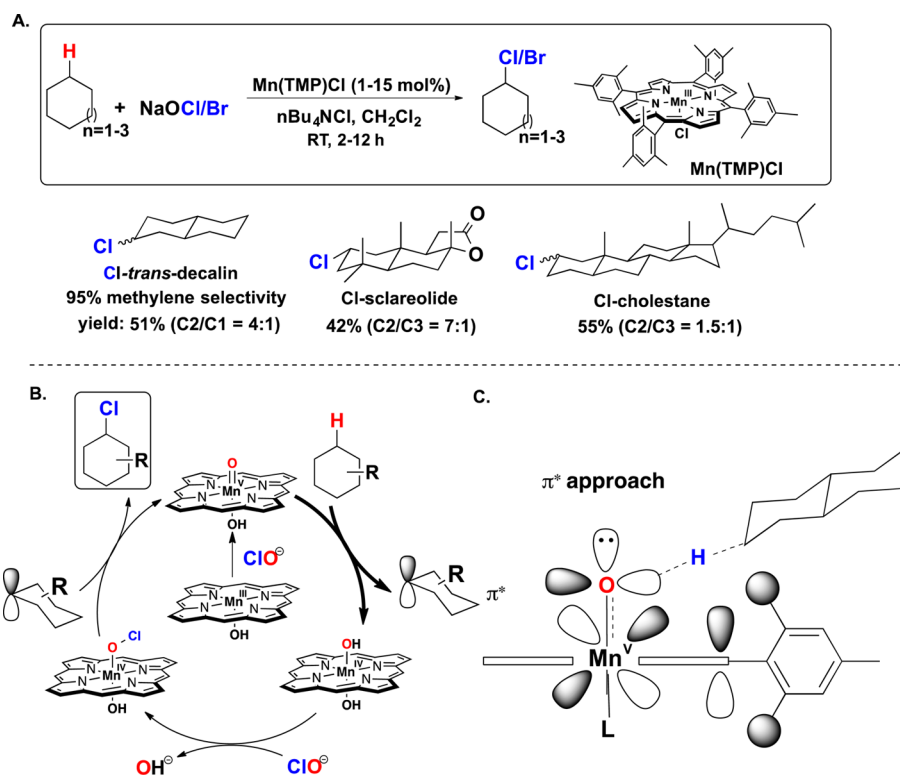 A.
H
n=1-3
+ NaOCl/Br
Mn(TMP)Cl (1-15 mol%)
nBu₄NCl, CH₂Cl₂
RT, 2-12 h
Cl/Br
n=1-3
N
N
N
N
Mn
III
Cl
Mn(TMP)Cl
Cl
Cl-trans-decalin
95% methylene selectivity
yield: 51% (C2/C1 = 4:1)
Cl
O
O
Cl-sclareolide
42% (C2/C3 = 7:1)
Cl
Cl-cholestane
55% (C2/C3 = 1.5:1)
B.
Cl
R
O
N
N
N
N
Mn
V
OH
H
R
ClO⊖
N
N
N
N
Mn
III
OH
R
R
π*
O
Cl
N
N
N
N
Mn
IV
OH
OH
N
N
N
N
Mn
IV
OH
OH⊖
ClO⊖
C.
π* approach
H
O
Mn
V
L